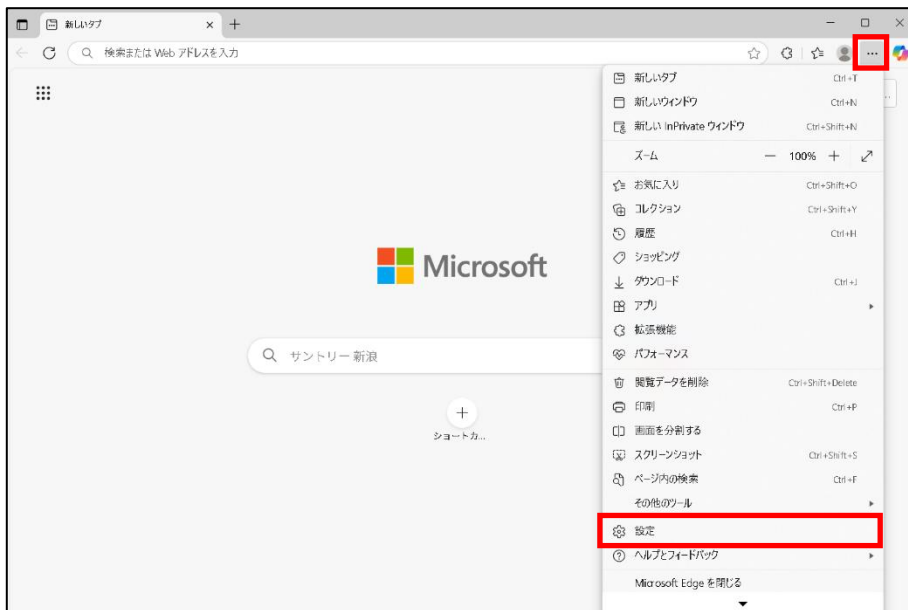 新しいタブ
検索または Web アドレスを入力
新しいタブ Ctrl+T
新しいウィンドウ Ctrl+N
新しい InPrivate ウィンドウ Ctrl+Shift+N
ズーム 100%
お気に入り Ctrl+Shift+O
コレクション Ctrl+Shift+Y
履歴 Ctrl+H
ショッピング
ダウンロード Ctrl+J
アプリ
拡張機能
パフォーマンス
閲覧データを削除 Ctrl+Shift+Delete
印刷 Ctrl+P
画面を分割する
スクリーンショット Ctrl+Shift+S
ページ内の検索 Ctrl+F
その他のツール
設定
ヘルプとフィードバック
Microsoft Edge を閉じる
Microsoft
サントリー 新浪
ショートカ...